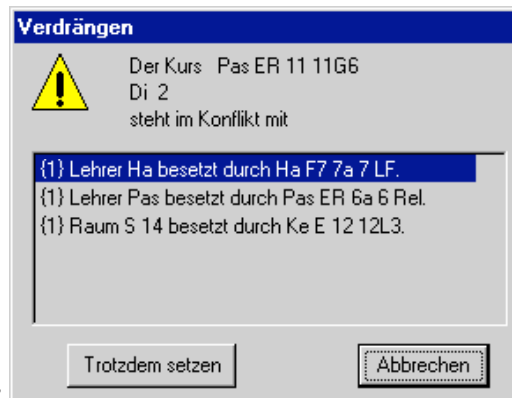 Verdrängen
Der Kurs Pas ER 11 11G6
Di 2
steht im Konflikt mit
{1} Lehrer Ha besetzt durch Ha F7 7a 7 LF.
{1} Lehrer Pas besetzt durch Pas ER 6a 6 Rel.
{1} Raum S 14 besetzt durch Ke E 12 12L3.
Trotzdem setzen
Abbrechen